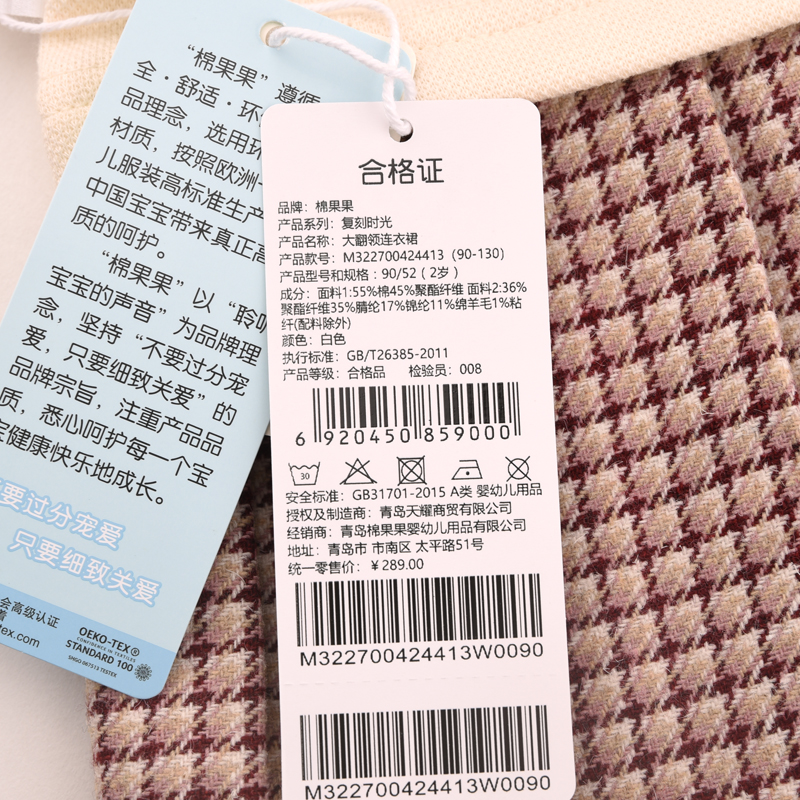 “棉果果”遵循
全·舒适·环
品理念，选用环
材质，按照欧洲
儿服装高标准生产
中国宝宝带来真正高
质的呵护。
“棉果果”以“聆听
宝宝的声音”为品牌理
念，坚持“不要过分宠
爱，只要细致关爱”的
品牌宗旨，注重产品品
质，悉心呵护每一个宝
宝健康快乐地成长。
要过分宠爱
只要细致关爱
会高级认证
tex.com
OEKO-TEX®
CONFIDENCE IN TEXTILES
STANDARD 100
SHGO 067513 TESTEX
合格证
品牌：棉果果
产品系列：复刻时光
产品名称：大翻领连衣裙
产品款号：M322700424413（90-130）
产品型号和规格：90/52（2岁）
成分：面料1:55%棉45%聚酯纤维 面料2:36%
聚酯纤维35%腈纶17%锦纶11%绵羊毛1%粘
纤(配料除外)
颜色：白色
执行标准：GB/T26385-2011
产品等级：合格品 检验员：008
6 920450 859000
30
安全标准：GB31701-2015 A类 婴幼儿用品
授权及制造商：青岛天耀商贸有限公司
经销商：青岛棉果果婴幼儿用品有限公司
地址：青岛市 市南区 太平路51号
统一零售价：￥289.00
M322700424413W0090
M322700424413W0090